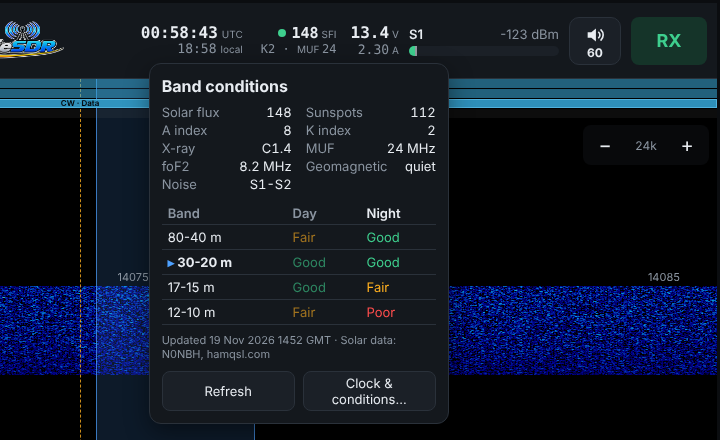 eSDR
00:58:43 UTC
148 SFI
13.4 V
S1
-123 dBm
18:58 local
K2 · MUF 24
2.30 A
60
RX
CW · Data
Band conditions
Solar flux 148 Sunspots 112
A index 8 K index 2
X-ray C1.4 MUF 24 MHz
foF2 8.2 MHz Geomagnetic quiet
Noise S1-S2
Band Day Night
80-40 m Fair Good
▸ 30-20 m Good Good
17-15 m Good Fair
12-10 m Fair Poor
Updated 19 Nov 2026 1452 GMT · Solar data:
N0NBH, hamqsl.com
Refresh
Clock &
conditions...
− 24k +
14075
14085